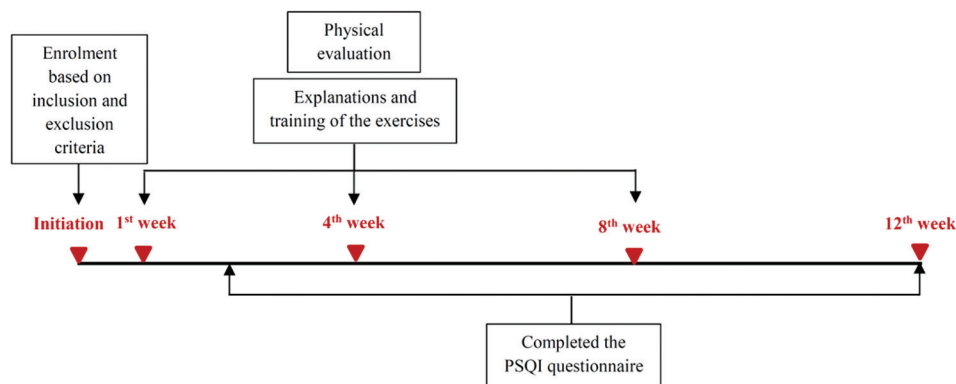 Physical
evaluation
Enrolment
based on
inclusion and
exclusion
criteria
Explanations and
training of the exercises
Initiation
1st week
4th week
8th week
12th week
Completed the
PSQI questionnaire